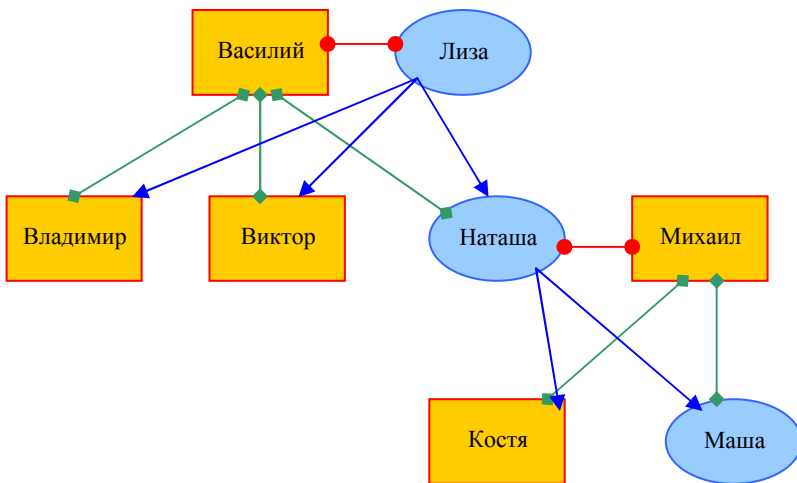 Василий
Лиза
Владимир
Виктор
Наташа
Михаил
Костя
Маша